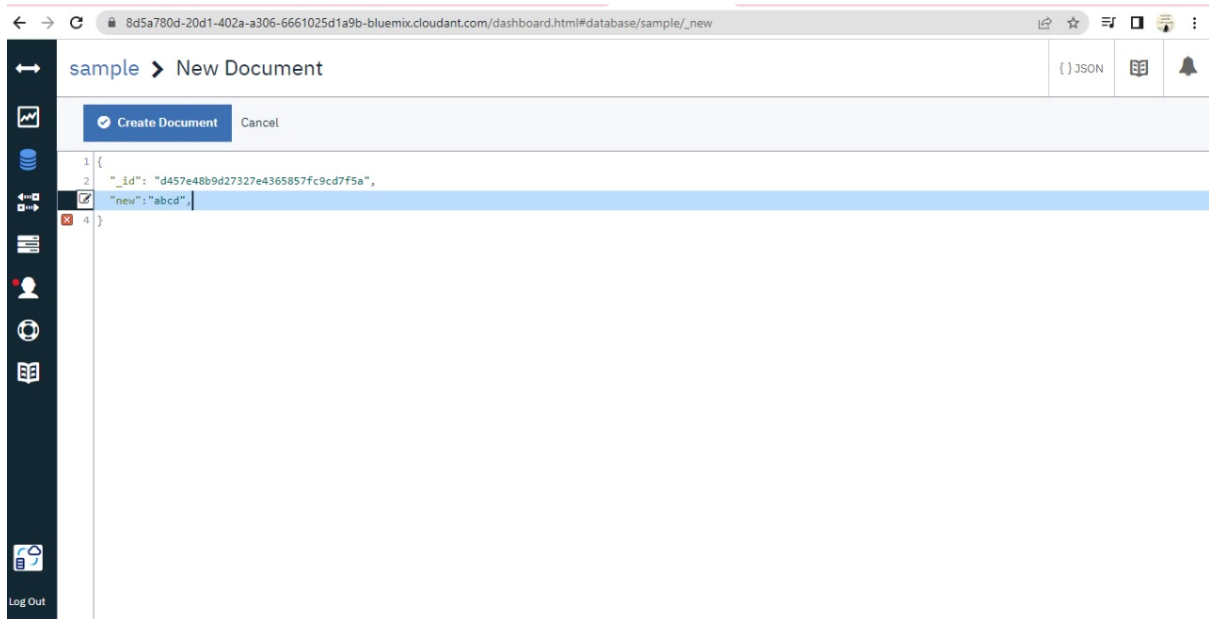 8d5a780d-20d1-402a-a306-6661025d1a9b-bluemix.cloudant.com/dashboard.html#database/sample/_new
sample > New Document
{ } JSON
Create Document Cancel
1 {
2 "_id": "d457e48b9d27327e4365857fc9cd7f5a",
"new":"abcd",
4 }
Log Out